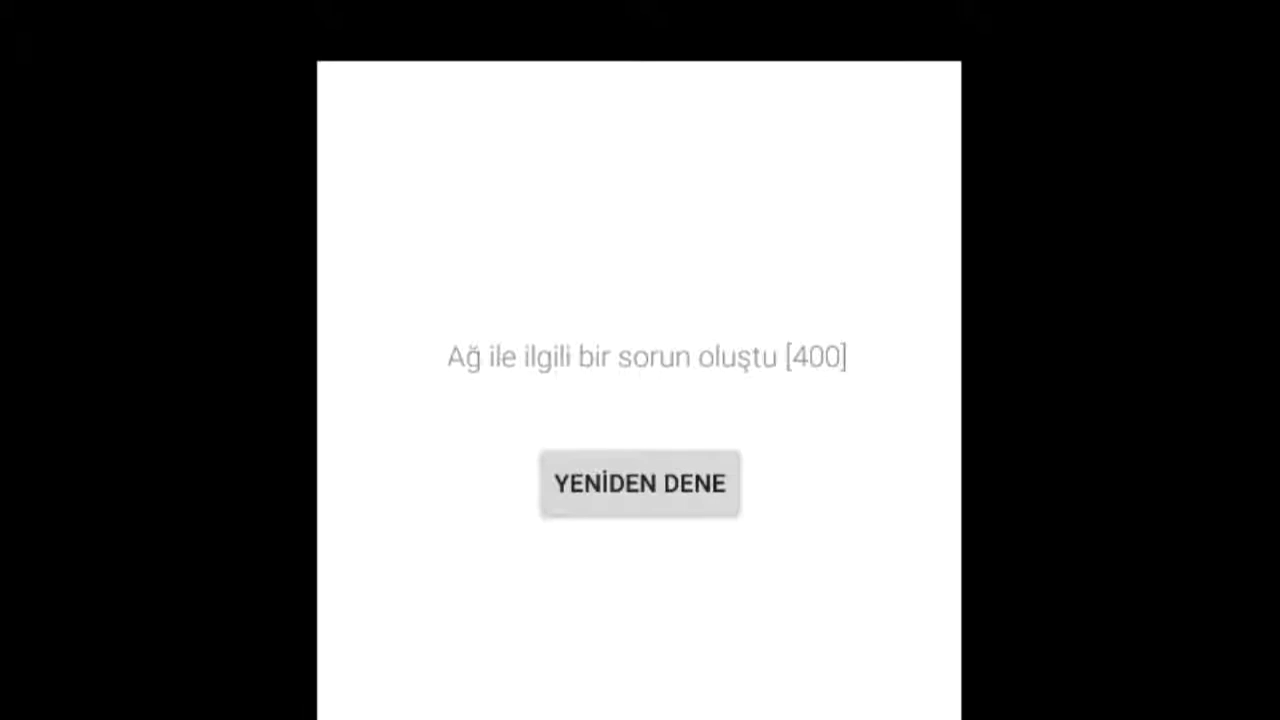 Ağ ile ilgili bir sorun oluştu [400]
YENİDEN DENE